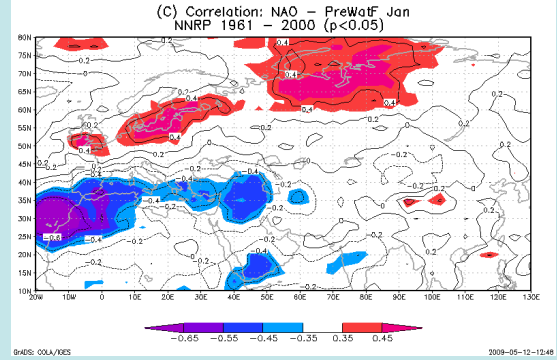 (C) Correlation: NAO - PreWatF Jan
NNRP 1961 - 2000 (p<0.05)
80N
75N
70N
65N
60N
55N
50N
45N
40N
35N
30N
25N
20N
15N
10N
20W 10W 0 10E 20E 30E 40E 50E 60E 70E 80E 90E 100E 110E 120E 130E
-0.65 -0.55 -0.45 -0.35 0.35 0.45
GrADS: COLA/IGES
2009-05-12-12:48